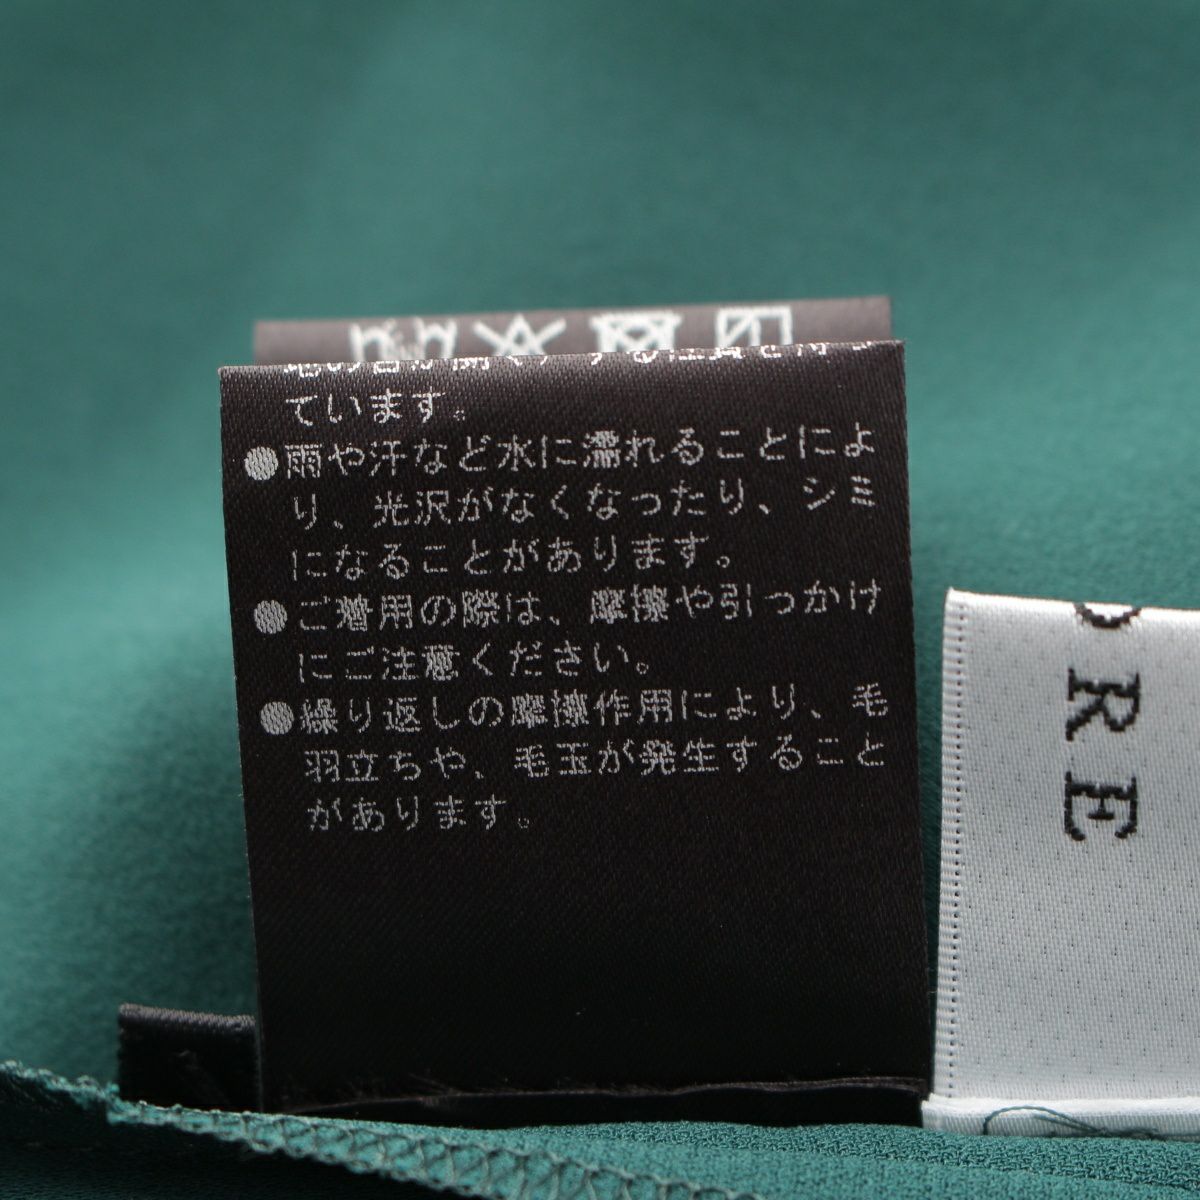 ています。
●雨や汗など水に濡れることによ
り、光沢がなくなったり、シミ
になることがあります。
●ご着用の際は、摩擦や引っかけ
にご注意ください。
●繰り返しの摩擦作用により、毛
羽立ちや、毛玉が発生すること
があります。
RE